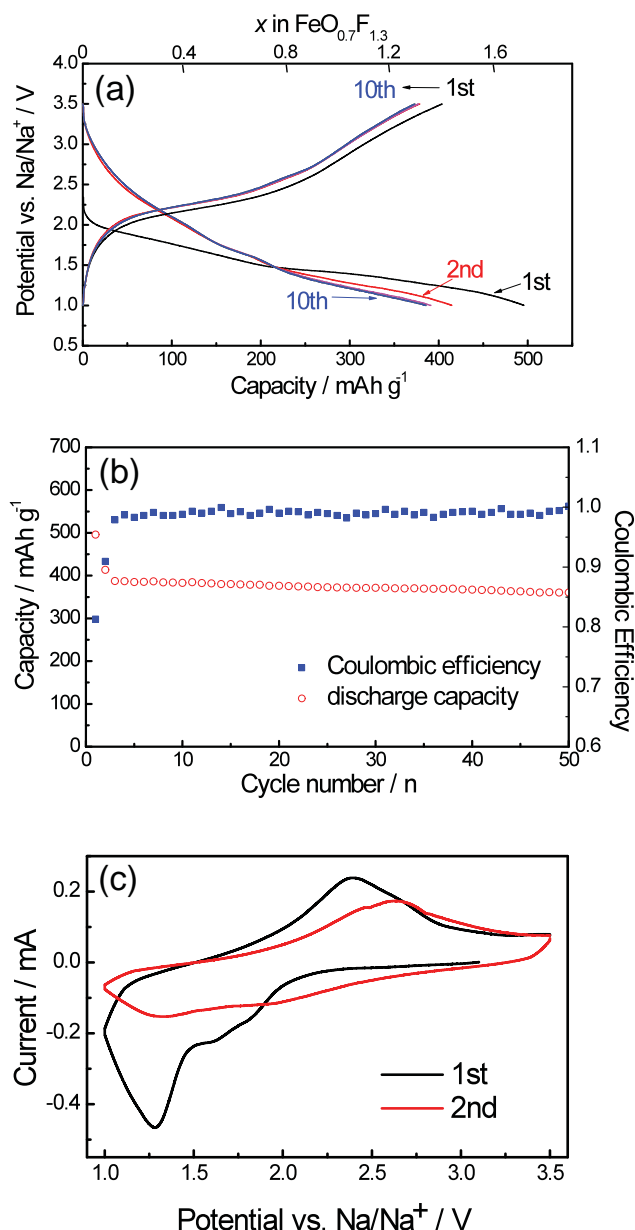 x in FeO0.7F1.3
0 0.4 0.8 1.2 1.6
(a)
10th
1st
Potential vs. Na/Na+ / V
3.5
3.0
2.5
2.0
1.5
1.0
0.5
2nd
1st
10th
0 100 200 300 400 500
Capacity / mAh g-1
(b)
Capacity / mAh g-1
700
600
550
400
300
300
200
100
0
1.1
1.0
0.9
0.8
0.7
0.6
Coulombic Efficiency
Coulombic efficiency
discharge capacity
0 10 20 30 40 50
Cycle number / n
(c)
Current / mA
0.2
0.0
-0.2
-0.4
1st
2nd
1.0 1.5 2.0 2.5 3.0 3.5
Potential vs. Na/Na+ / V